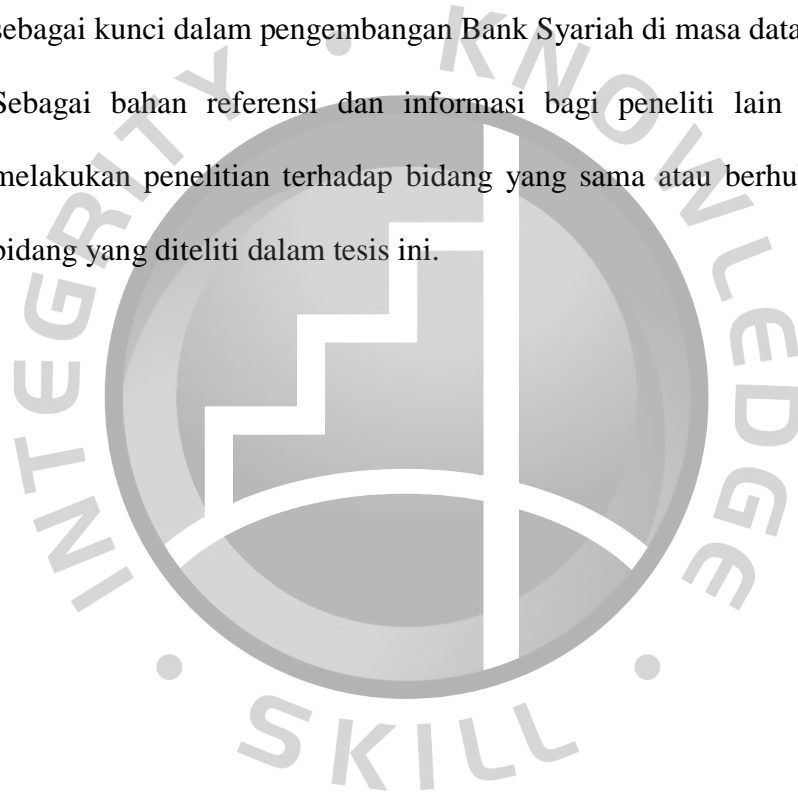 sebagai kunci dalam pengembangan Bank Syariah di masa data
Sebagai bahan referensi dan informasi bagi peneliti lain
melakukan penelitian terhadap bidang yang sama atau berhu
bidang yang diteliti dalam tesis ini.
INTEGRITY • KNOWLEDGE • SKILL •